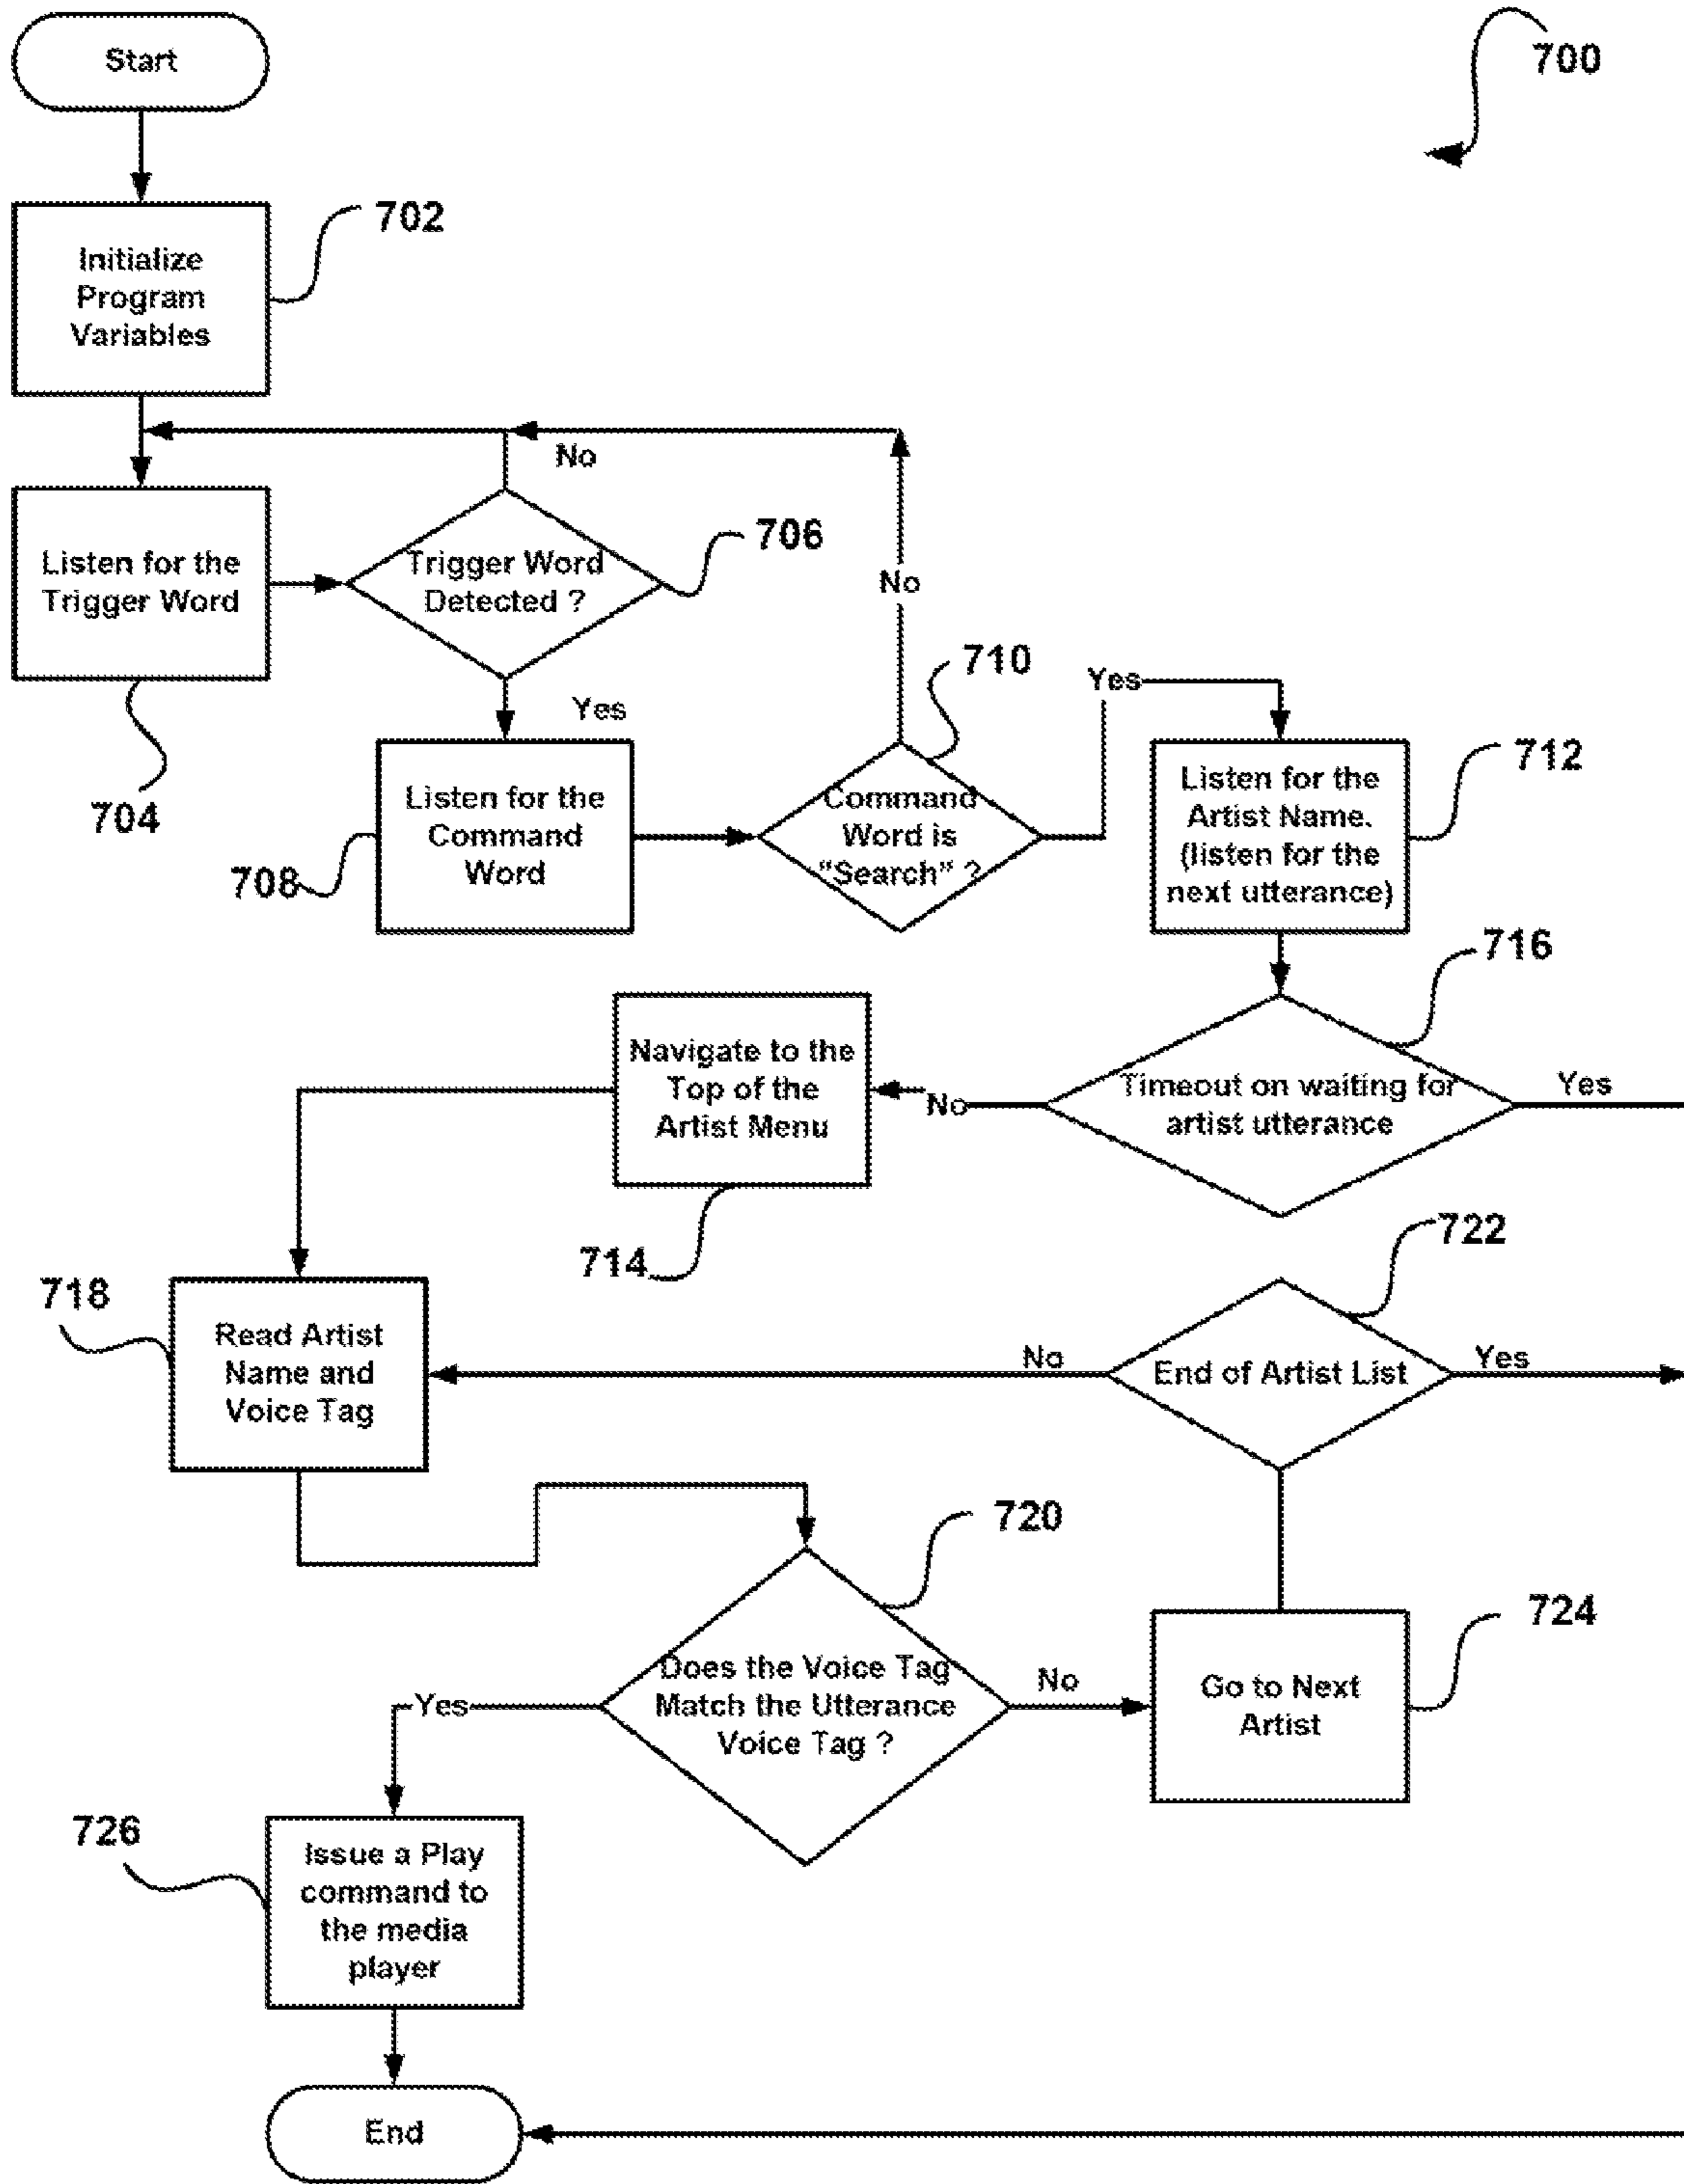 Start
700
702
Initialize
Program
Variables
No
Listen for the
Trigger Word
704
Trigger Word
Detected ?
706
No
Yes
Listen for the
Command
Word
708
710
Command
Word is
"Search" ?
Yes
Listen for the
Artist Name.
(listen for the
next utterance)
712
716
Timeout on waiting for
artist utterance
Yes
No
Navigate to the
Top of the
Artist Menu
714
718
Read Artist
Name and
Voice Tag
722
No
End of Artist List
Yes
720
Does the Voice Tag
Match the Utterance
Voice Tag ?
Yes
No
724
Go to Next
Artist
726
Issue a Play
command to
the media
player
End